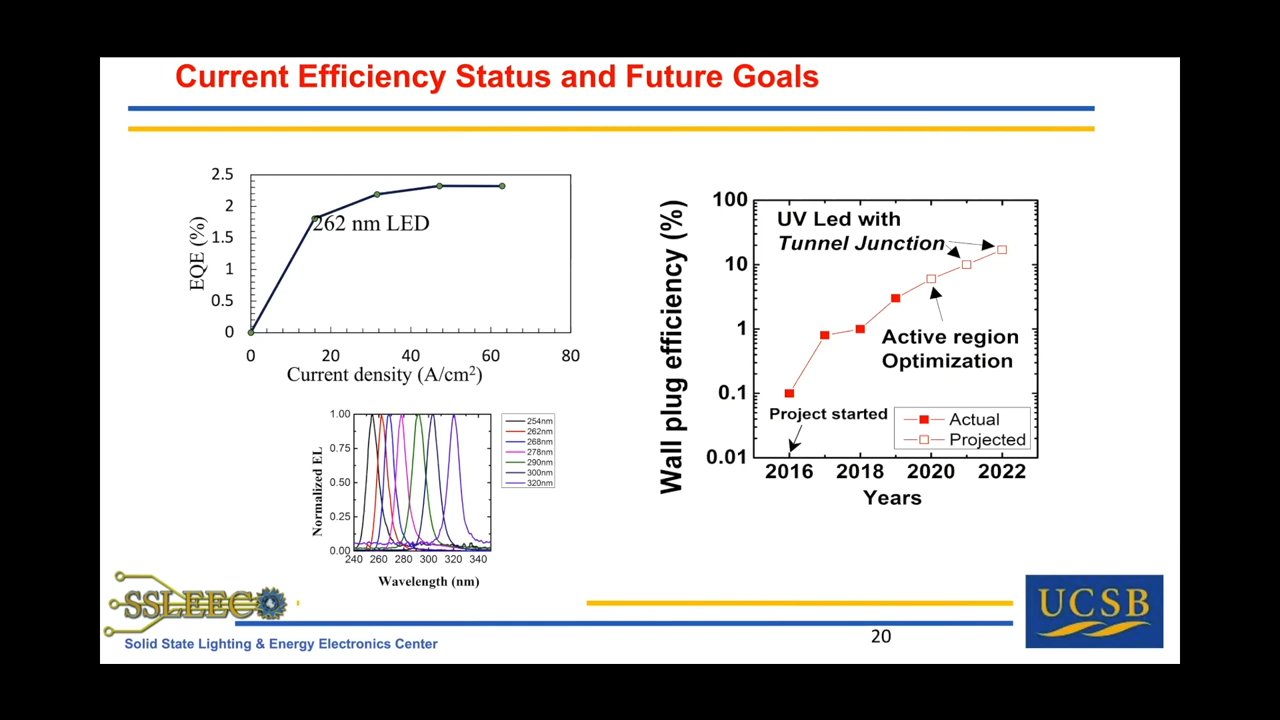 Current Efficiency Status and Future Goals
2.5
2
1.5
1
0.5
0
EQE (%)
262 nm LED
0 20 40 60 80
Current density (A/cm²)
1.00
0.75
0.50
0.25
0.00
Normalized EL
240 260 280 300 320 340
Wavelength (nm)
254nm
262nm
268nm
278nm
290nm
300nm
320nm
100
10
1
0.1
0.01
Wall plug efficiency (%)
UV Led with
Tunnel Junction
Active region
Optimization
Project started
Actual
Projected
2016 2018 2020 2022
Years
SSLEEC
Solid State Lighting & Energy Electronics Center
20
UCSB